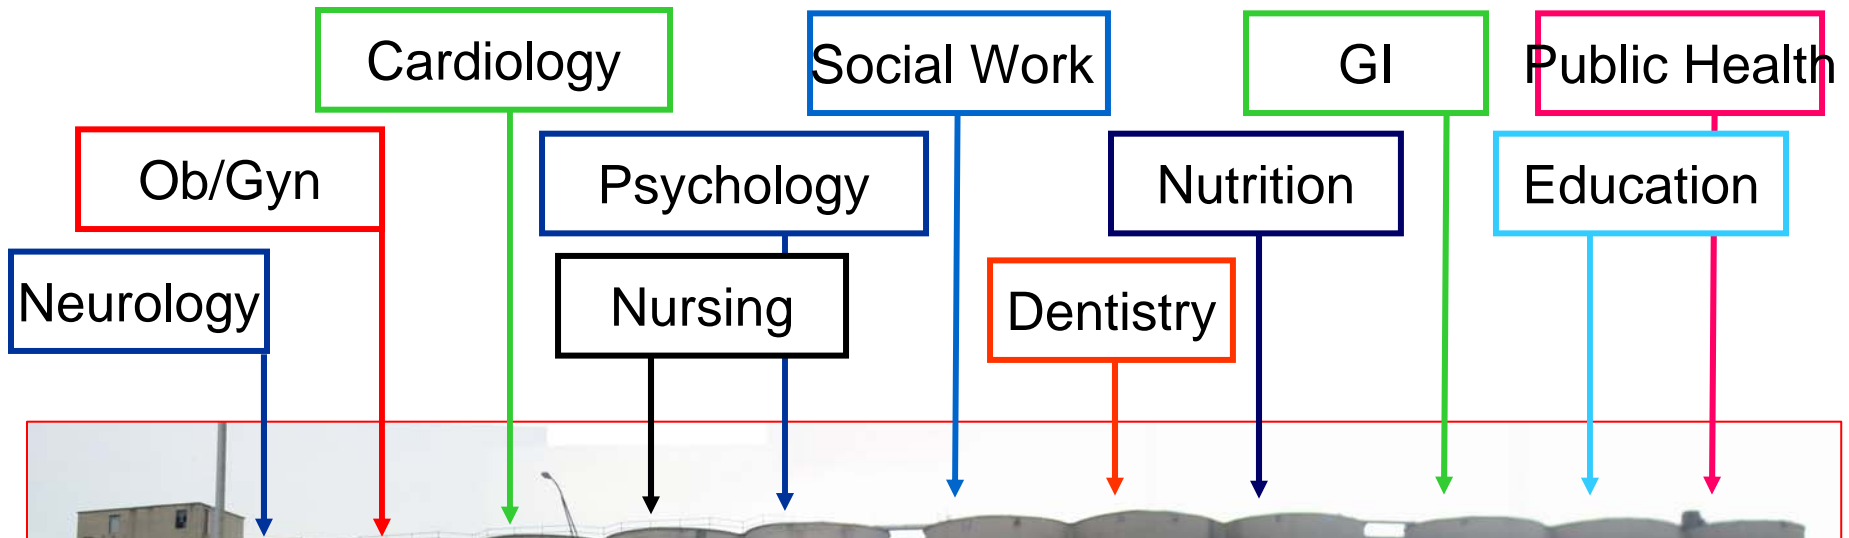 Cardiology
Social Work
GI
Public Health
Ob/Gyn
Psychology
Nutrition
Education
Neurology
Nursing
Dentistry